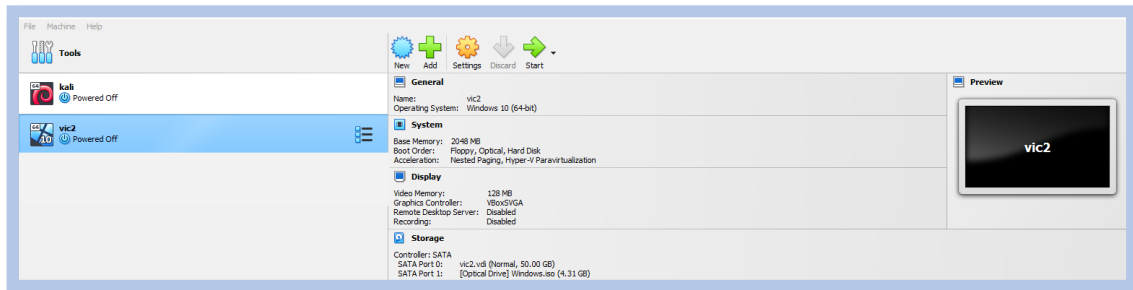 File Machine Help
Tools
New Add Settings Discard Start
64 kali
Powered Off
64 10 vic2
Powered Off
General
Name: vic2
Operating System: Windows 10 (64-bit)
System
Base Memory: 2048 MB
Boot Order: Floppy, Optical, Hard Disk
Acceleration: Nested Paging, Hyper-V Paravirtualization
Display
Video Memory: 128 MB
Graphics Controller: VBoxSVGA
Remote Desktop Server: Disabled
Recording: Disabled
Storage
Controller: SATA
SATA Port 0: vic2.vdi (Normal, 50.00 GB)
SATA Port 1: [Optical Drive] Windows.iso (4.31 GB)
Preview
vic2